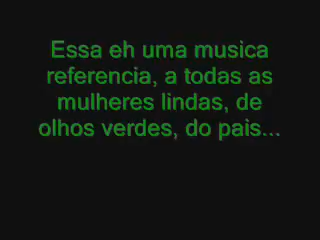 Essa eh uma musica
referencia, a todas as
mulheres lindas, de
olhos verdes, do pais...